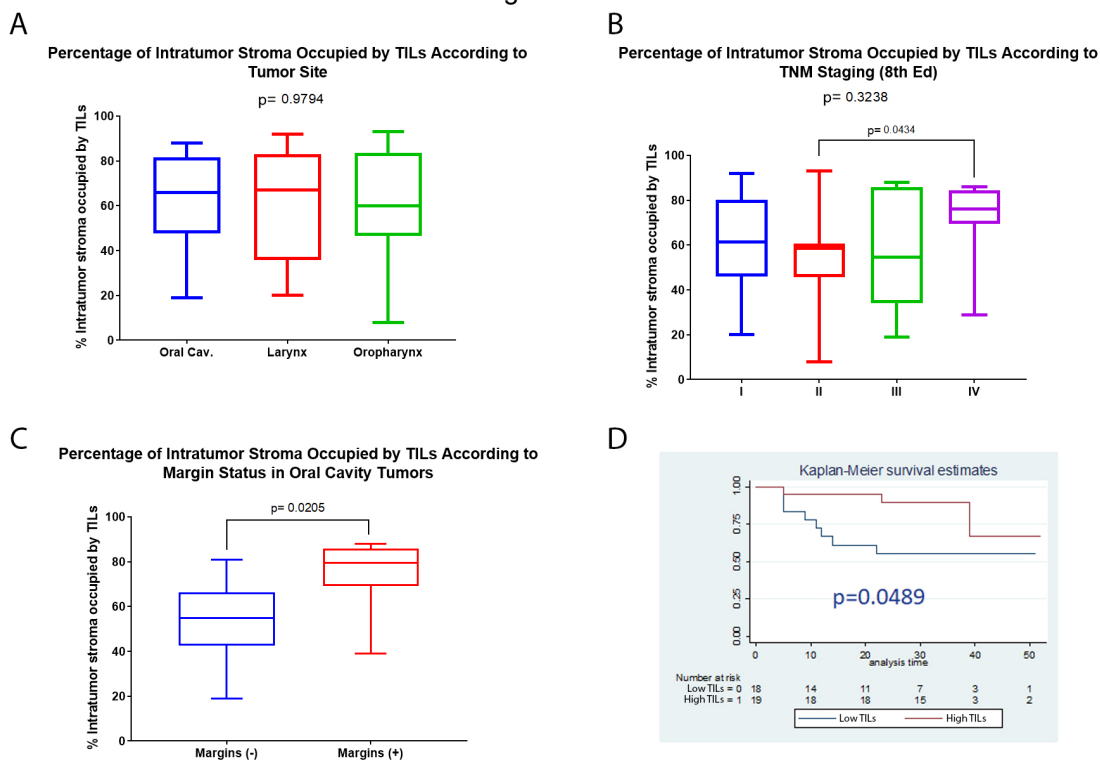 A
Percentage of Intratumor Stroma Occupied by TILs According to
Tumor Site
p= 0.9794
% Intratumor stroma occupied by TILs
100
80
60
40
20
0
Oral Cav.
Larynx
Oropharynx
B
Percentage of Intratumor Stroma Occupied by TILs According to
TNM Staging (8th Ed)
p= 0.3238
p= 0.0434
% Intratumor stroma occupied by TILs
100
80
60
40
20
0
I
II
III
IV
C
Percentage of Intratumor Stroma Occupied by TILs According to
Margin Status in Oral Cavity Tumors
p= 0.0205
% Intratumor stroma occupied by TILs
100
80
60
40
20
0
Margins (-)
Margins (+)
D
Kaplan-Meier survival estimates
1.00
0.75
0.50
0.25
0.00
p=0.0489
0 10 20 30 40 50
analysis time
Number at risk
Low TILs = 0 18 14 11 7 3 1
High TILs = 1 19 18 18 15 3 2
Low TILs
High TILs